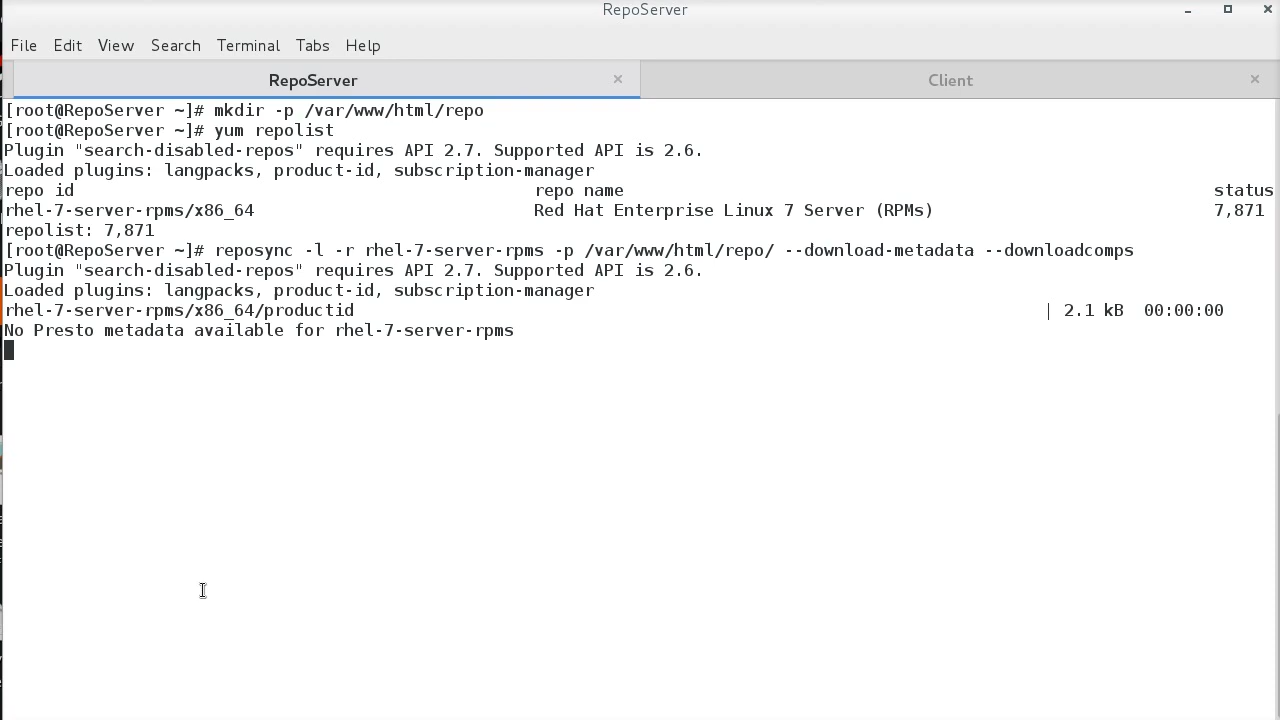 RepoServer
File Edit View Search Terminal Tabs Help
RepoServer Client
[root@RepoServer ~]# mkdir -p /var/www/html/repo
[root@RepoServer ~]# yum repolist
Plugin "search-disabled-repos" requires API 2.7. Supported API is 2.6.
Loaded plugins: langpacks, product-id, subscription-manager
repo id repo name status
rhel-7-server-rpms/x86_64 Red Hat Enterprise Linux 7 Server (RPMs) 7,871
repolist: 7,871
[root@RepoServer ~]# reposync -l -r rhel-7-server-rpms -p /var/www/html/repo/ --download-metadata --downloadcomps
Plugin "search-disabled-repos" requires API 2.7. Supported API is 2.6.
Loaded plugins: langpacks, product-id, subscription-manager
rhel-7-server-rpms/x86_64/productid | 2.1 kB 00:00:00
No Presto metadata available for rhel-7-server-rpms